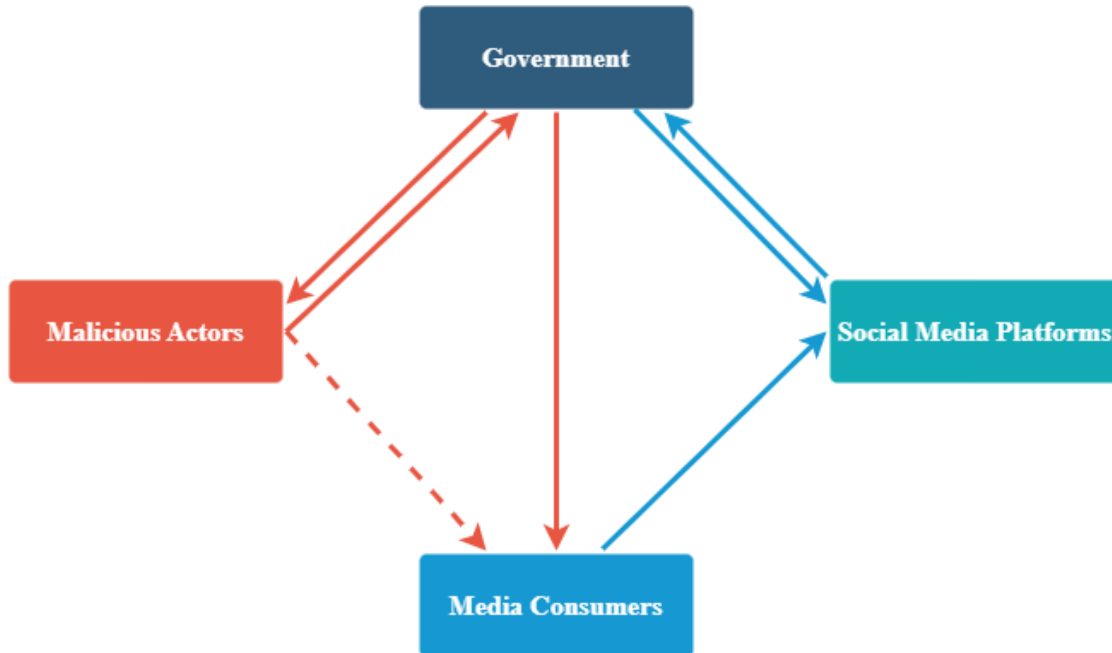 Government
Malicious Actors
Social Media Platforms
Media Consumers